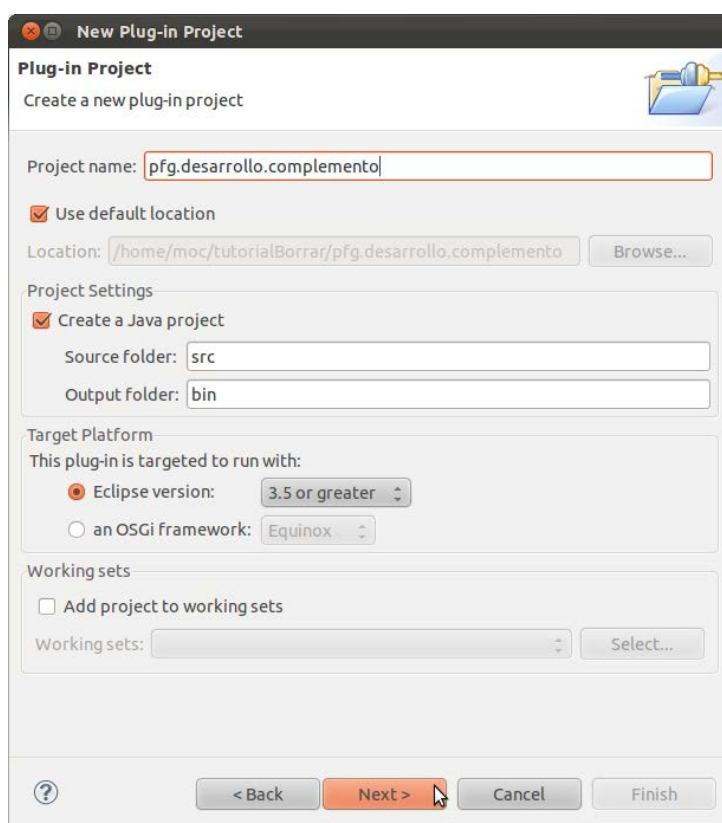 New Plug-in Project
Plug-in Project
Create a new plug-in project
Project name: pfg.desarrollo.complemento
Use default location
Location: /home/moc/tutorialBorrar/pfg.desarrollo.complemento Browse...
Project Settings
Create a Java project
Source folder: src
Output folder: bin
Target Platform
This plug-in is targeted to run with:
Eclipse version: 3.5 or greater
an OSGi framework: Equinox
Working sets
Add project to working sets
Working sets: Select...
? < Back Next > Cancel Finish